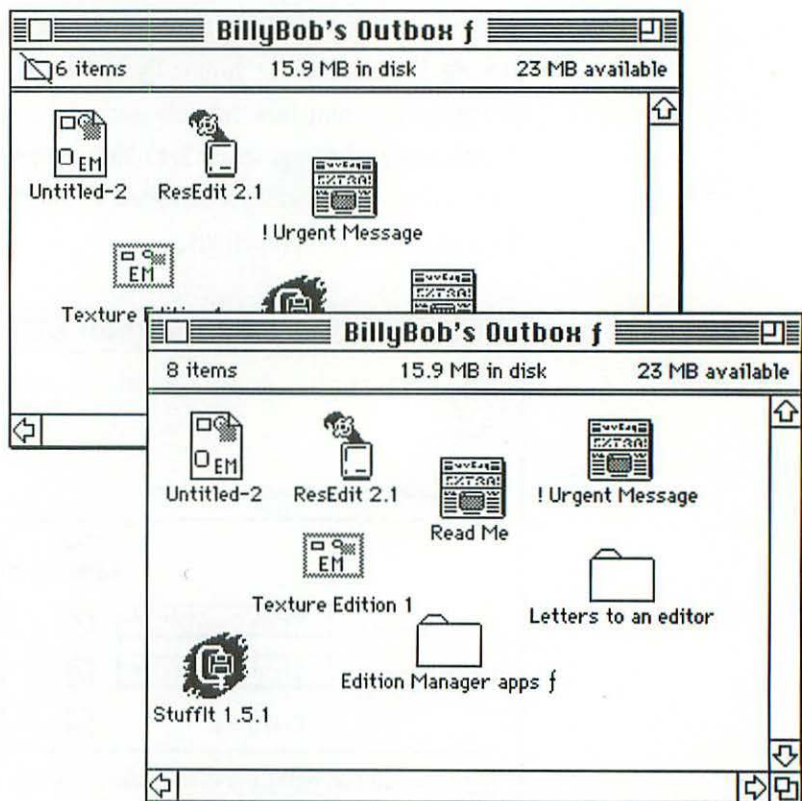 BillyBob's Outbox ƒ
6 items 15.9 MB in disk 23 MB available
EM
Untitled-2 ResEdit 2.1
EXTRA!
! Urgent Message
EM
EXTRA!
Texture
BillyBob's Outbox ƒ
8 items 15.9 MB in disk 23 MB available
EM
EXTRA!
EXTRA!
Untitled-2 ResEdit 2.1 ! Urgent Message
Read Me
EM
Texture Edition 1
Letters to an editor
Edition Manager apps ƒ
StuffIt 1.5.1